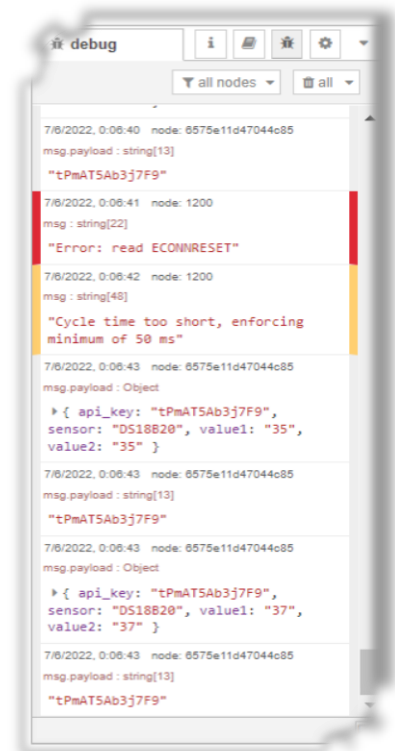 debug
i
all nodes
all
7/6/2022, 0:06:40 node: 6575e11d47044c85
msg.payload : string[13]
"tPmAT5Ab3j7F9"
7/6/2022, 0:06:41 node: 1200
msg : string[22]
"Error: read ECONNRESET"
7/6/2022, 0:06:42 node: 1200
msg : string[48]
"Cycle time too short, enforcing
minimum of 50 ms"
7/6/2022, 0:06:43 node: 6575e11d47044c85
msg.payload : Object
{ api_key: "tPmAT5Ab3j7F9",
sensor: "DS18B20", value1: "35",
value2: "35" }
7/6/2022, 0:06:43 node: 6575e11d47044c85
msg.payload : string[13]
"tPmAT5Ab3j7F9"
7/6/2022, 0:06:43 node: 6575e11d47044c85
msg.payload : Object
{ api_key: "tPmAT5Ab3j7F9",
sensor: "DS18B20", value1: "37",
value2: "37" }
7/6/2022, 0:06:43 node: 6575e11d47044c85
msg.payload : string[13]
"tPmAT5Ab3j7F9"